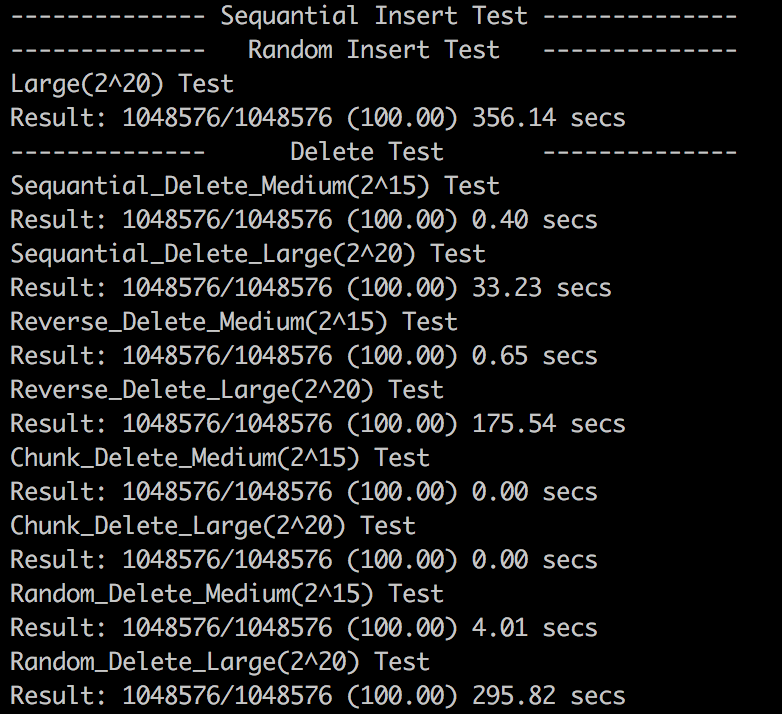 -------------- Sequantial Insert Test --------------
--------------   Random Insert Test   --------------
Large(2^20) Test
Result: 1048576/1048576 (100.00) 356.14 secs
--------------      Delete Test       --------------
Sequantial_Delete_Medium(2^15) Test
Result: 1048576/1048576 (100.00) 0.40 secs
Sequantial_Delete_Large(2^20) Test
Result: 1048576/1048576 (100.00) 33.23 secs
Reverse_Delete_Medium(2^15) Test
Result: 1048576/1048576 (100.00) 0.65 secs
Reverse_Delete_Large(2^20) Test
Result: 1048576/1048576 (100.00) 175.54 secs
Chunk_Delete_Medium(2^15) Test
Result: 1048576/1048576 (100.00) 0.00 secs
Chunk_Delete_Large(2^20) Test
Result: 1048576/1048576 (100.00) 0.00 secs
Random_Delete_Medium(2^15) Test
Result: 1048576/1048576 (100.00) 4.01 secs
Random_Delete_Large(2^20) Test
Result: 1048576/1048576 (100.00) 295.82 secs